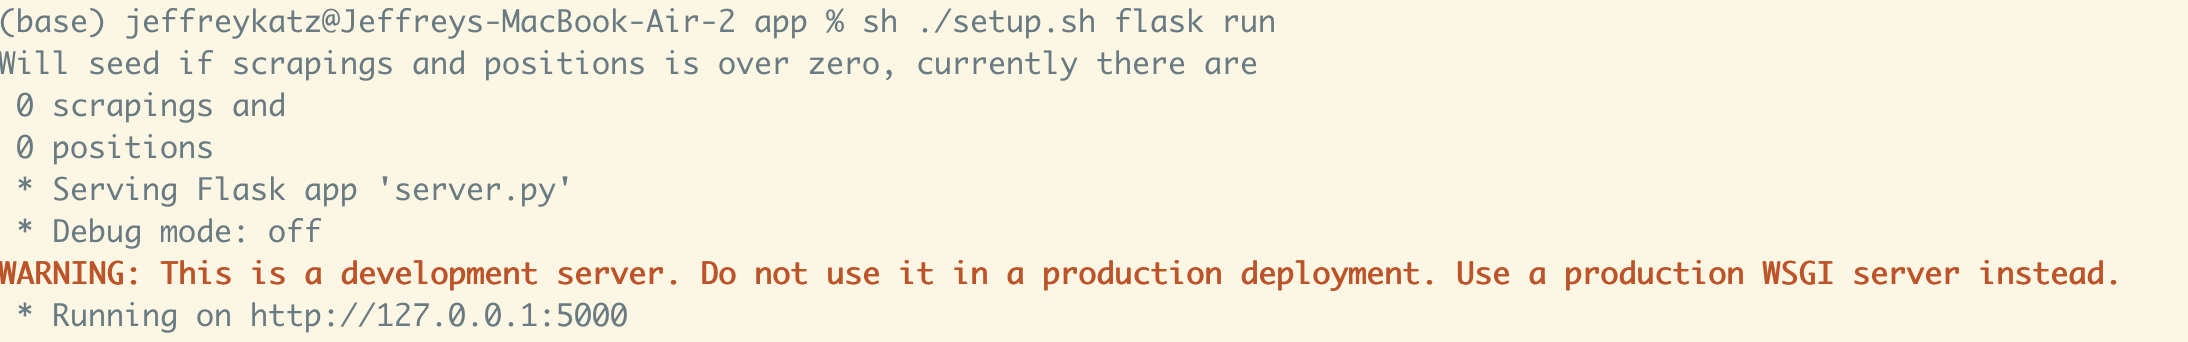 (base) jeffreykatz@Jeffreys-MacBook-Air-2 app % sh ./setup.sh flask run
Will seed if scrapings and positions is over zero, currently there are
 0 scrapings and
 0 positions
 * Serving Flask app 'server.py'
 * Debug mode: off
WARNING: This is a development server. Do not use it in a production deployment. Use a production WSGI server instead.
 * Running on http://127.0.0.1:5000